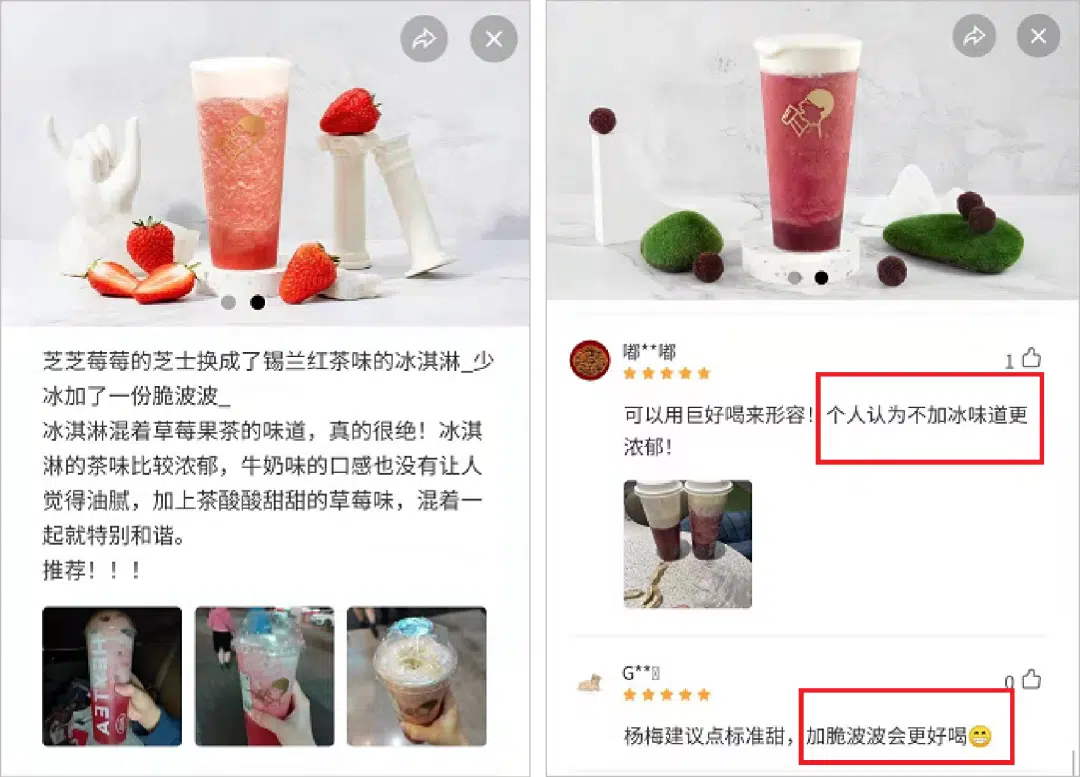 芝芝莓莓的芝士换成了锡兰红茶味的冰淇淋_少
冰加了一份脆波波_
冰淇淋混着草莓果茶的味道，真的很绝！冰淇
淋的茶味比较浓郁，牛奶味的口感也没有让人
觉得油腻，加上茶酸酸甜甜的草莓味，混着一
起就特别和谐。
推荐！！！
HEYTEA
嘟**嘟
1
可以用巨好喝来形容！个人认为不加冰味道更
浓郁！
G**
0
杨梅建议点标准甜，加脆波波会更好喝😁